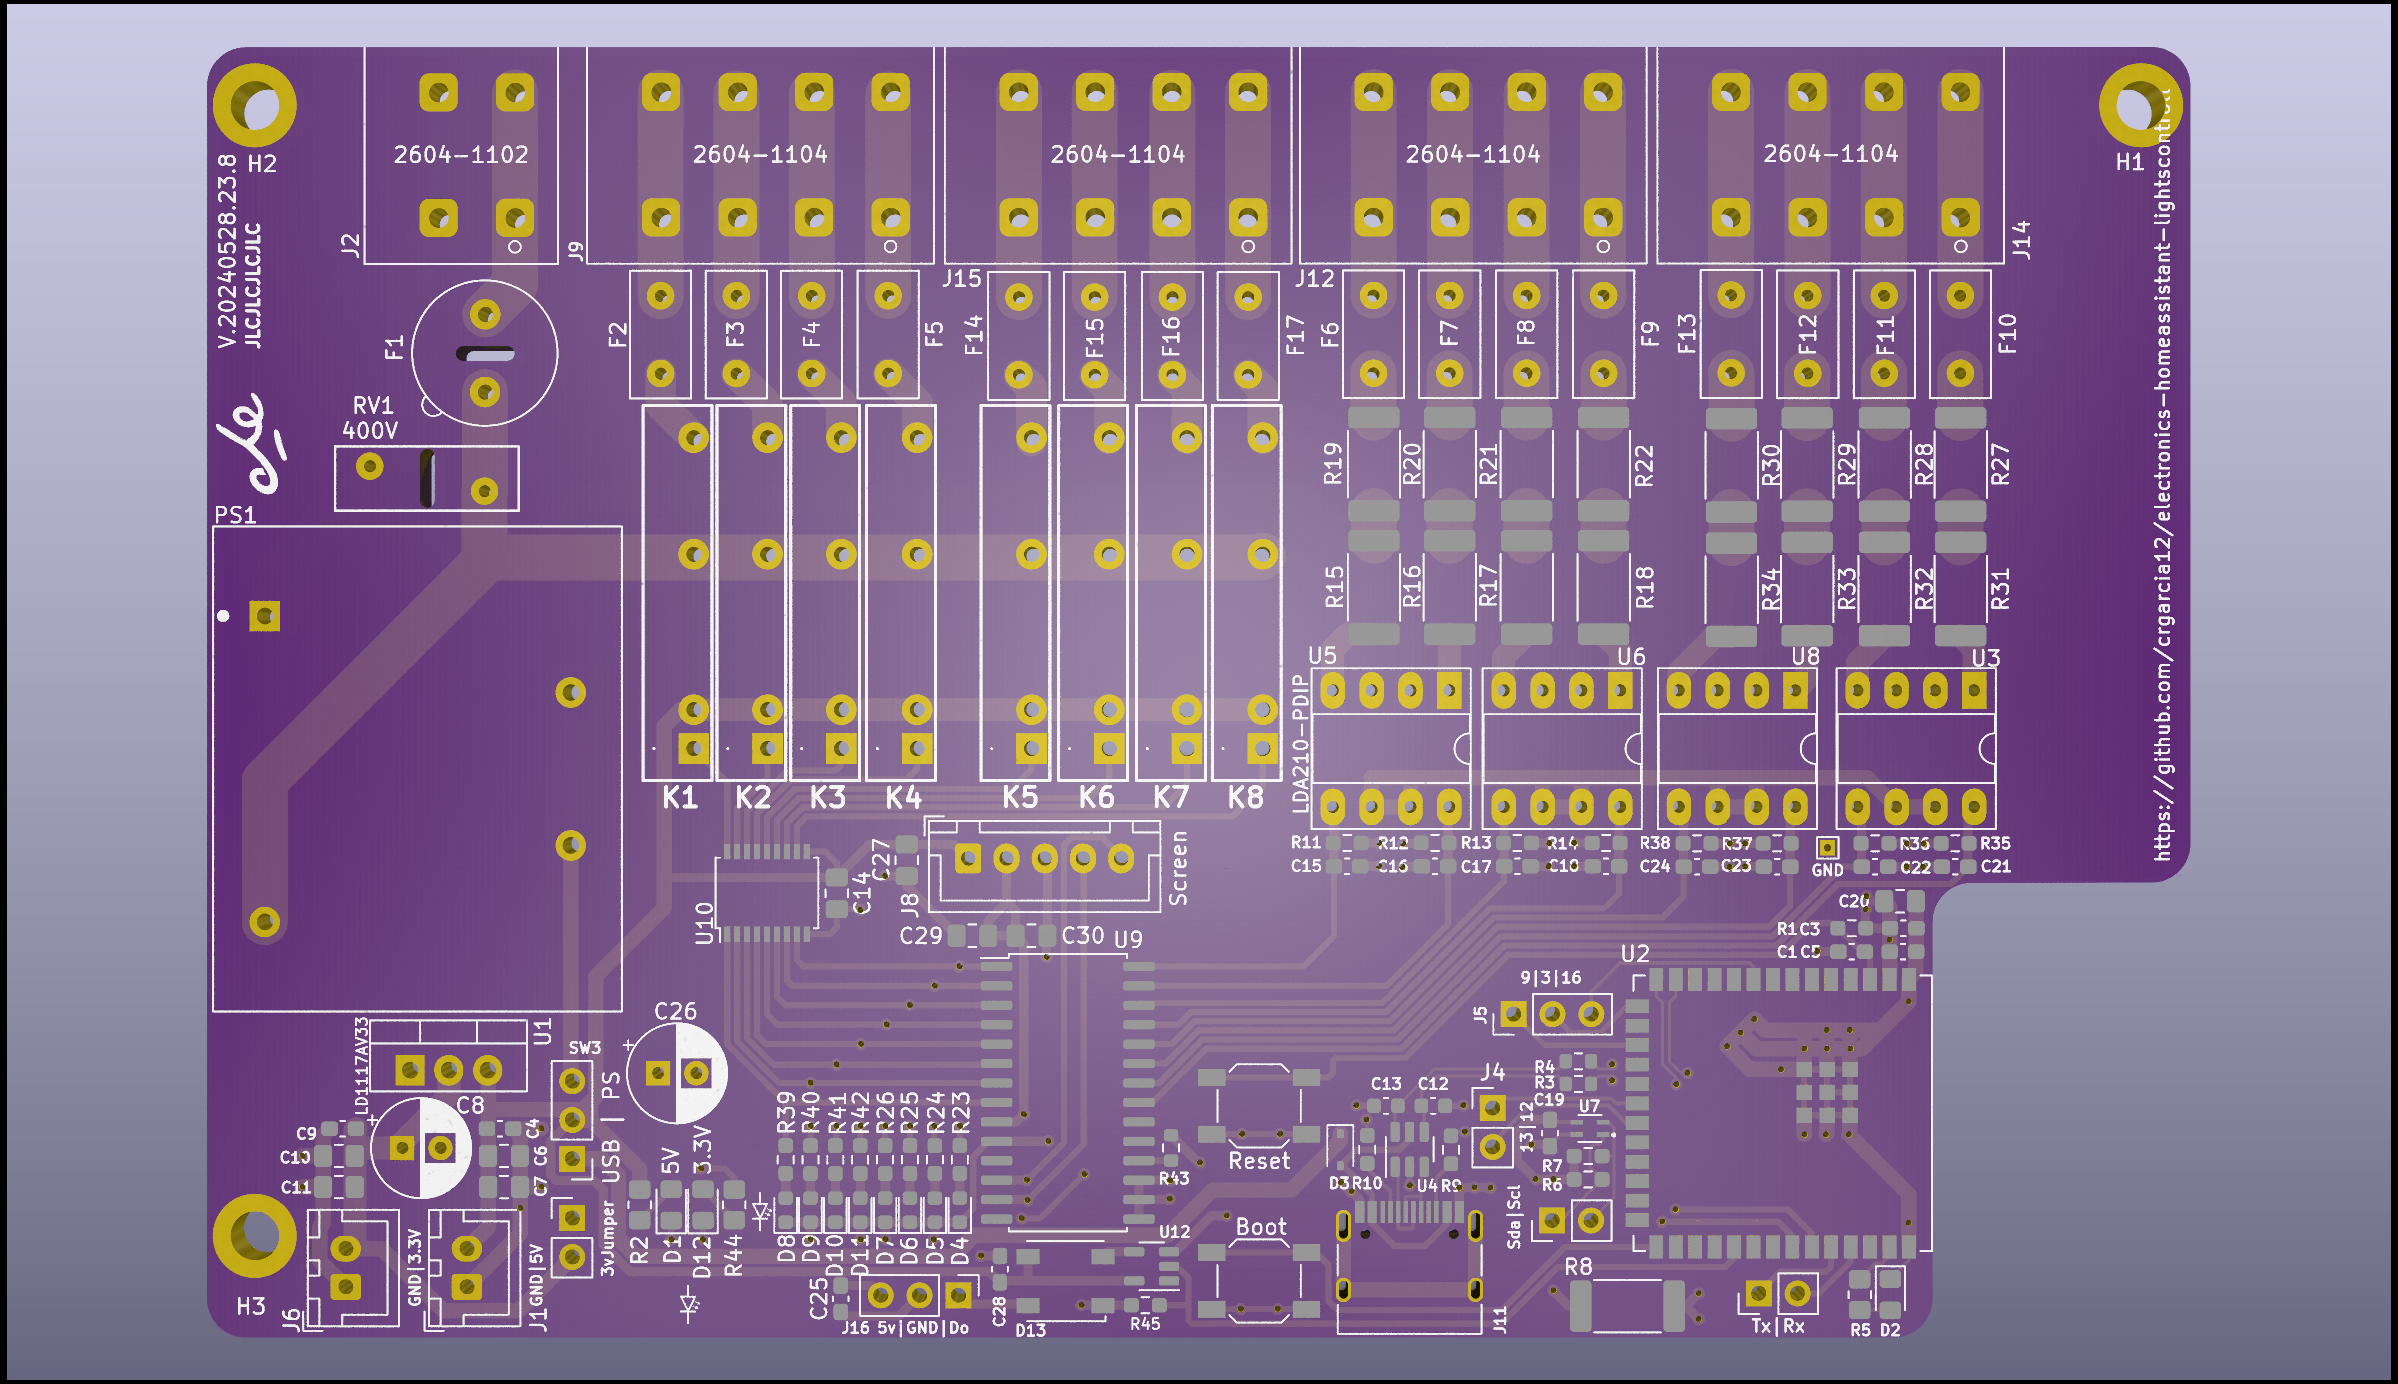 H2
V.20240528.23.8
JLCJLCJLCJLC
2604-1102
J2
2604-1104
J9
2604-1104
J15
2604-1104
J12
2604-1104
J14
H1
https://github.com/crgarcia12/electronics-homeassistant-lightscontroll
F1
F2
F3
F4
F5
F14
F15
F16
F17
F6
F7
F8
F9
F13
F12
F11
F10
RV1
400V
R19
R20
R21
R22
R30
R29
R28
R27
PS1
R15
R16
R17
R18
R34
R33
R32
R31
U5
U6
U8
U3
LDA210-PDIP
K1
K2
K3
K4
K5
K6
K7
K8
R11
R12
R13
R14
R38
R37
R36
R35
C15
C16
C17
C18
C24
C23
GND
C22
C21
U10
C14
C27
J8
Screen
C29
C30
U9
C20
R1
C3
C1
C5
U2
9|3|16
J5
LD1117AV33
U1
SW3
USB | PS
C26
C8
C9
C10
C11
C4
C6
C7
R39
R40
R41
R42
R26
R25
R24
R23
5V
3.3V
R43
Reset
C13
C12
J4
13|12
R4
R3
C19
U7
R7
R6
D3
R10
U4
R9
H3
J6
GND|3.3V
J1
GND|5V
3vJumper
R2
D1
D12
R44
D8
D9
D10
D11
D7
D6
D5
D4
U12
Boot
Sda|Scl
R8
C25
J16 5v|GND|Do
C28
D13
R45
J11
Tx|Rx
R5
D2